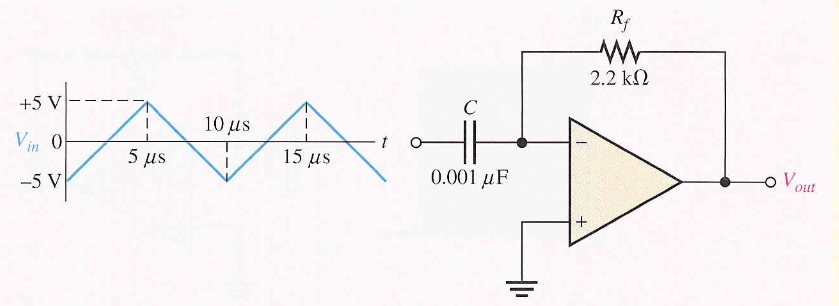 R_f
2.2 kΩ
+5 V
V_in 0
–5 V
5 μs
10 μs
15 μs
t
C
0.001 μF
–
+
V_out